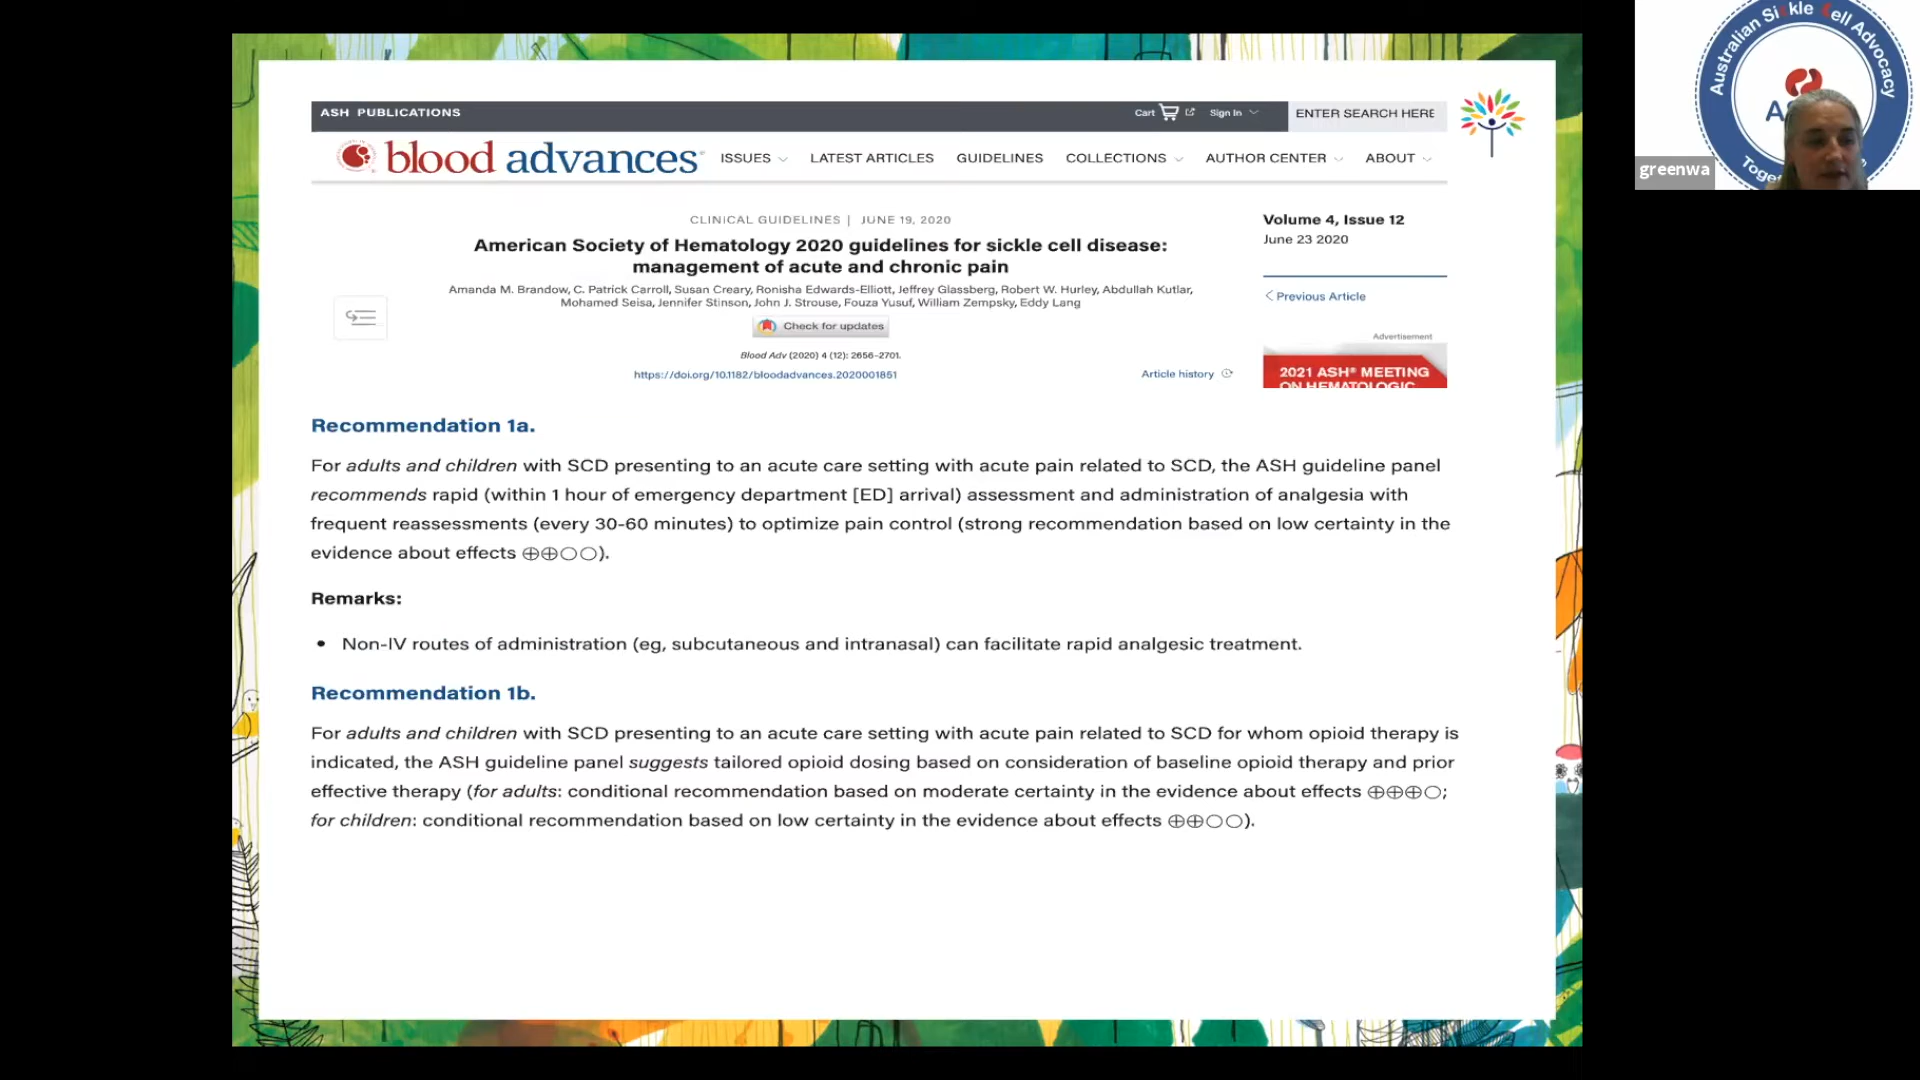 ASH PUBLICATIONS
Cart
Sign In
ENTER SEARCH HERE
blood advances
ISSUES
LATEST ARTICLES
GUIDELINES
COLLECTIONS
AUTHOR CENTER
ABOUT
CLINICAL GUIDELINES | JUNE 19, 2020
American Society of Hematology 2020 guidelines for sickle cell disease:
management of acute and chronic pain
Amanda M. Brandow, C. Patrick Carroll, Susan Creary, Ronisha Edwards-Elliott, Jeffrey Glassberg, Robert W. Hurley, Abdullah Kutlar,
Mohamed Seisa, Jennifer Stinson, John J. Strouse, Fouza Yusuf, William Zempsky, Eddy Lang
Check for updates
Blood Adv (2020) 4 (12): 2656–2701.
https://doi.org/10.1182/bloodadvances.2020001851
Article history
Volume 4, Issue 12
June 23 2020
Previous Article
Advertisement
2021 ASH® MEETING
ON HEMATOLOGIC
Recommendation 1a.
For adults and children with SCD presenting to an acute care setting with acute pain related to SCD, the ASH guideline panel
recommends rapid (within 1 hour of emergency department [ED] arrival) assessment and administration of analgesia with
frequent reassessments (every 30-60 minutes) to optimize pain control (strong recommendation based on low certainty in the
evidence about effects ⊕⊕○○).
Remarks:
• Non-IV routes of administration (eg, subcutaneous and intranasal) can facilitate rapid analgesic treatment.
Recommendation 1b.
For adults and children with SCD presenting to an acute care setting with acute pain related to SCD for whom opioid therapy is
indicated, the ASH guideline panel suggests tailored opioid dosing based on consideration of baseline opioid therapy and prior
effective therapy (for adults: conditional recommendation based on moderate certainty in the evidence about effects ⊕⊕⊕○;
for children: conditional recommendation based on low certainty in the evidence about effects ⊕⊕○○).
Australian Sickle Cell Advocacy
greenwa